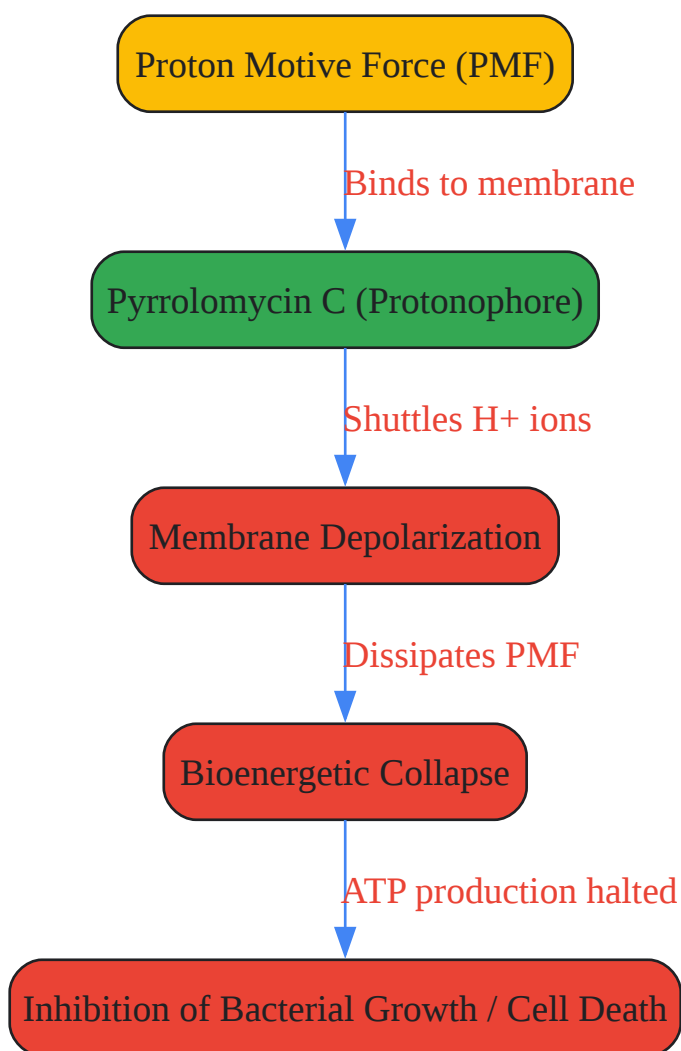 Proton Motive Force (PMF)
Binds to membrane
Pyrrolomycin C (Protonophore)
Shuttles H+ ions
Membrane Depolarization
Dissipates PMF
Bioenergetic Collapse
ATP production halted
Inhibition of Bacterial Growth / Cell Death